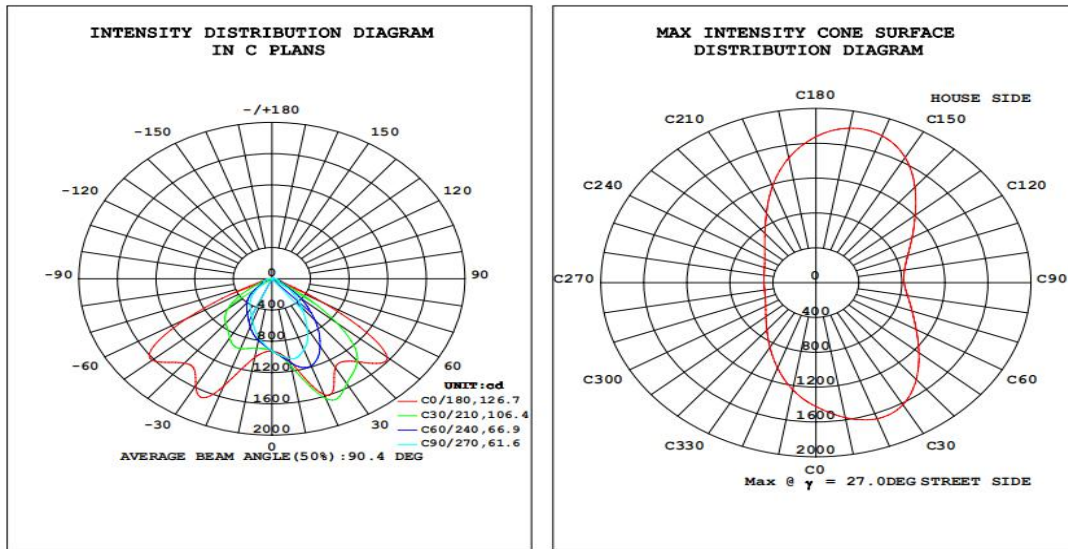 INTENSITY DISTRIBUTION DIAGRAM
IN C PLANS
-/+180
-150
150
-120
120
-90
0
90
400
800
-60
1200
60
UNIT:cd
1600
C0/180,126.7
-30
30
C30/210,106.4
2000
C60/240,66.9
0
C90/270,61.6
AVERAGE BEAM ANGLE(50%):90.4 DEG
MAX INTENSITY CONE SURFACE
DISTRIBUTION DIAGRAM
C180
HOUSE SIDE
C210
C150
C240
C120
C270
0
C90
400
800
C300
C60
1200
1600
C330
C30
2000
C0
Max @ γ = 27.0DEG STREET SIDE